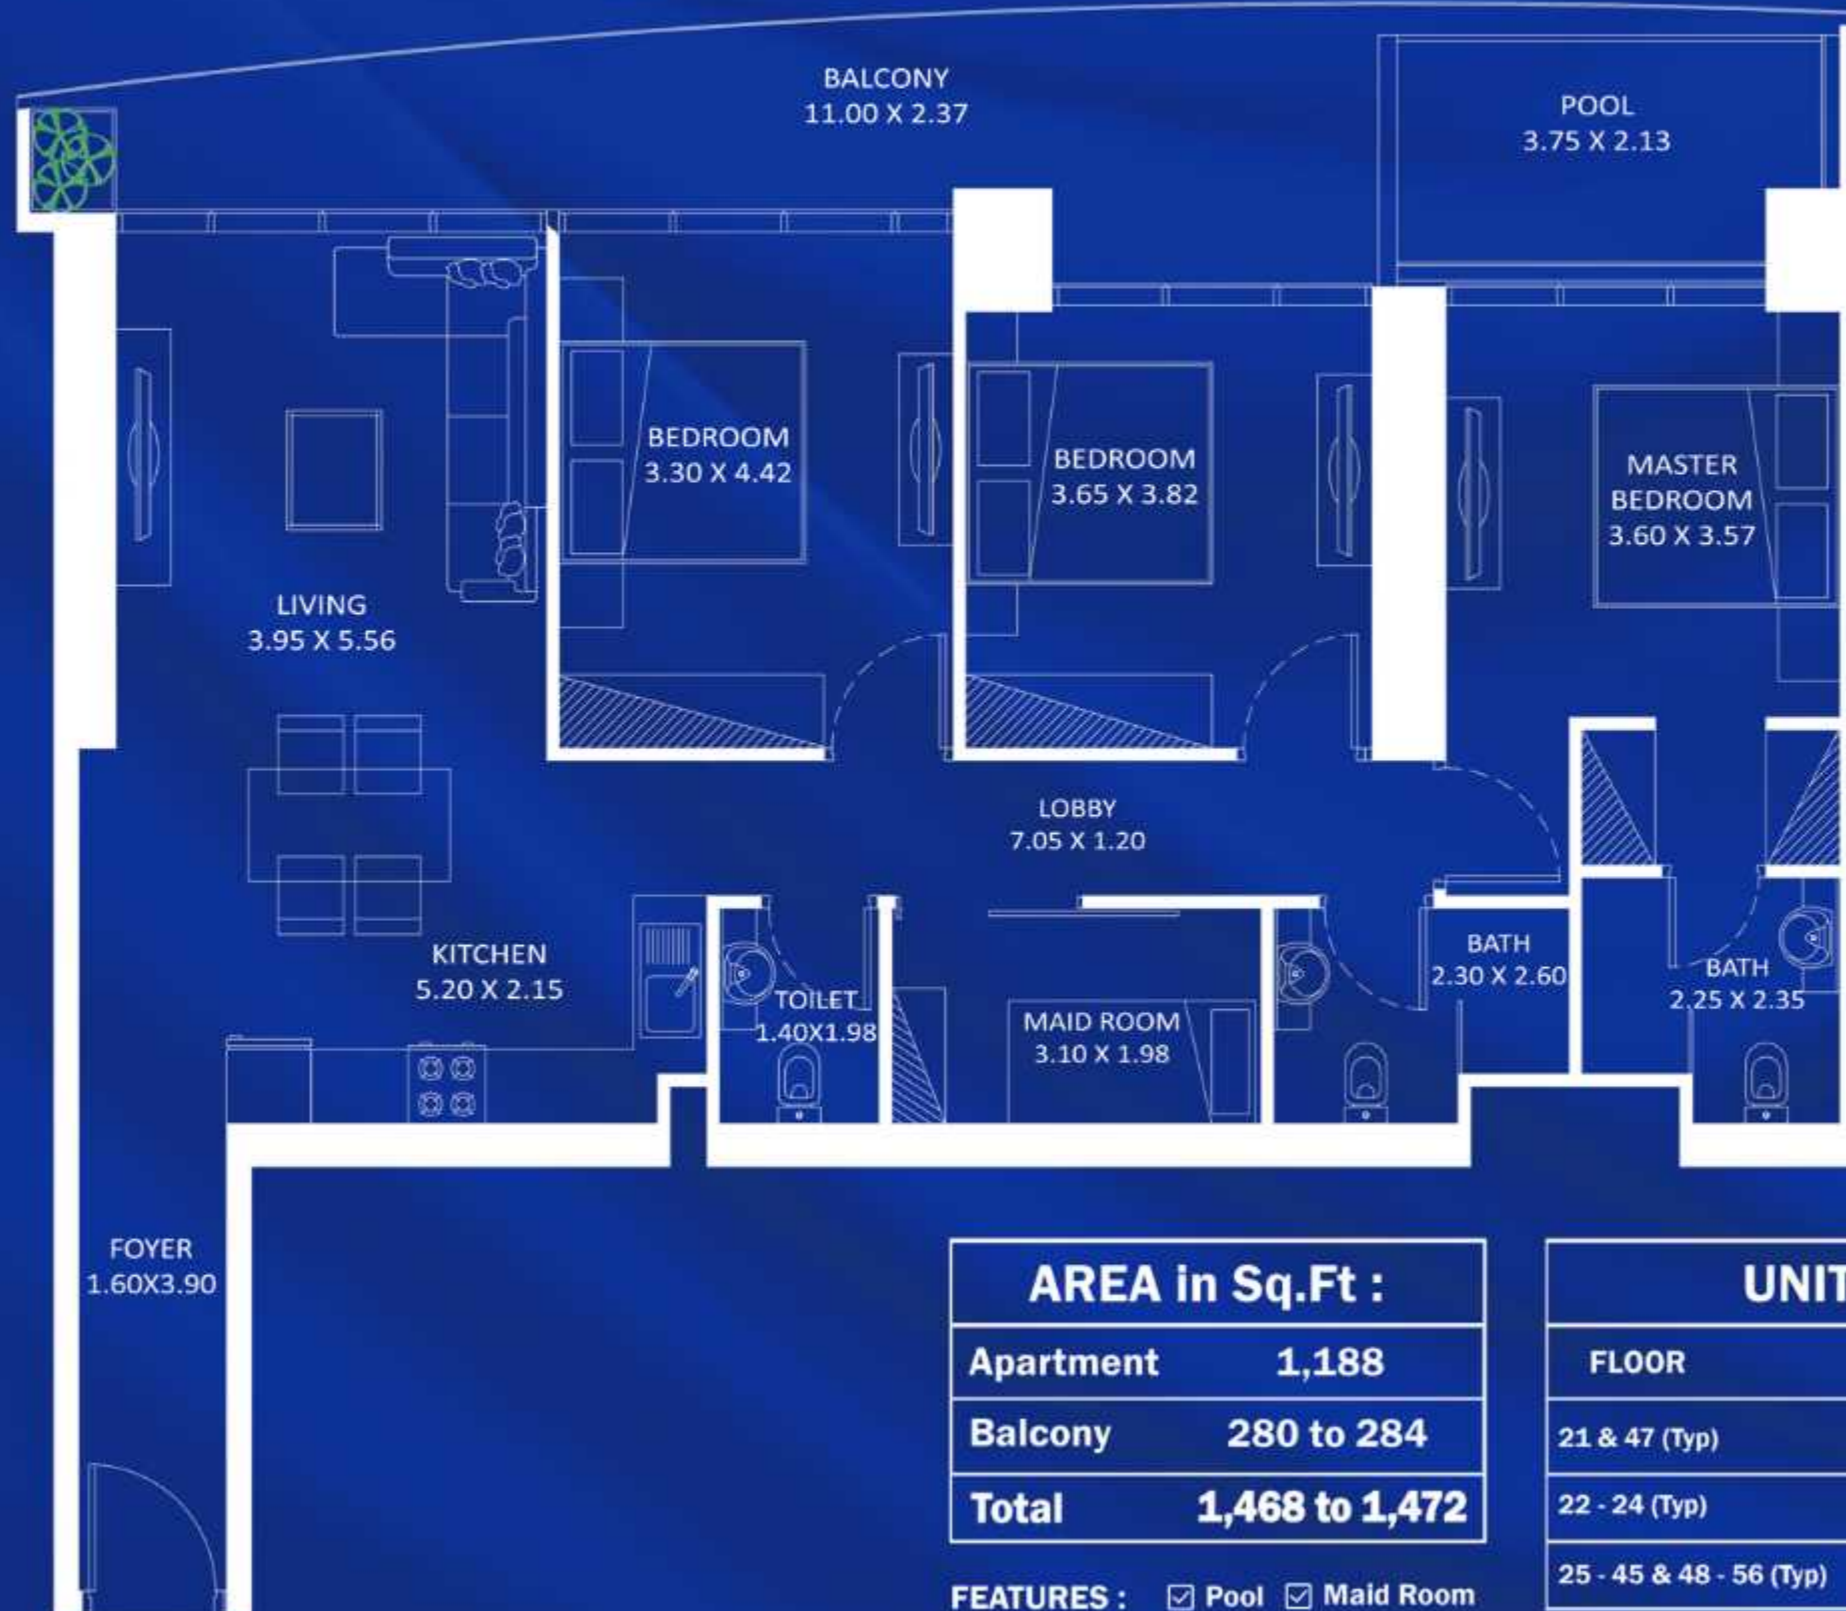 BALCONY
11.00 X 2.37
POOL
3.75 X 2.13
BEDROOM
3.30 X 4.42
BEDROOM
3.65 X 3.82
MASTER
BEDROOM
3.60 X 3.57
LIVING
3.95 X 5.56
LOBBY
7.05 X 1.20
KITCHEN
5.20 X 2.15
TOILET
1.40X1.98
MAID ROOM
3.10 X 1.98
BATH
2.30 X 2.60
BATH
2.25 X 2.35
FOYER
1.60X3.90
AREA in Sq.Ft :
Apartment 1,188
Balcony 280 to 284
Total 1,468 to 1,472
FEATURES : ☑ Pool ☑ Maid Room
UNIT
FLOOR
21 & 47 (Typ)
22 - 24 (Typ)
25 - 45 & 48 - 56 (Typ)